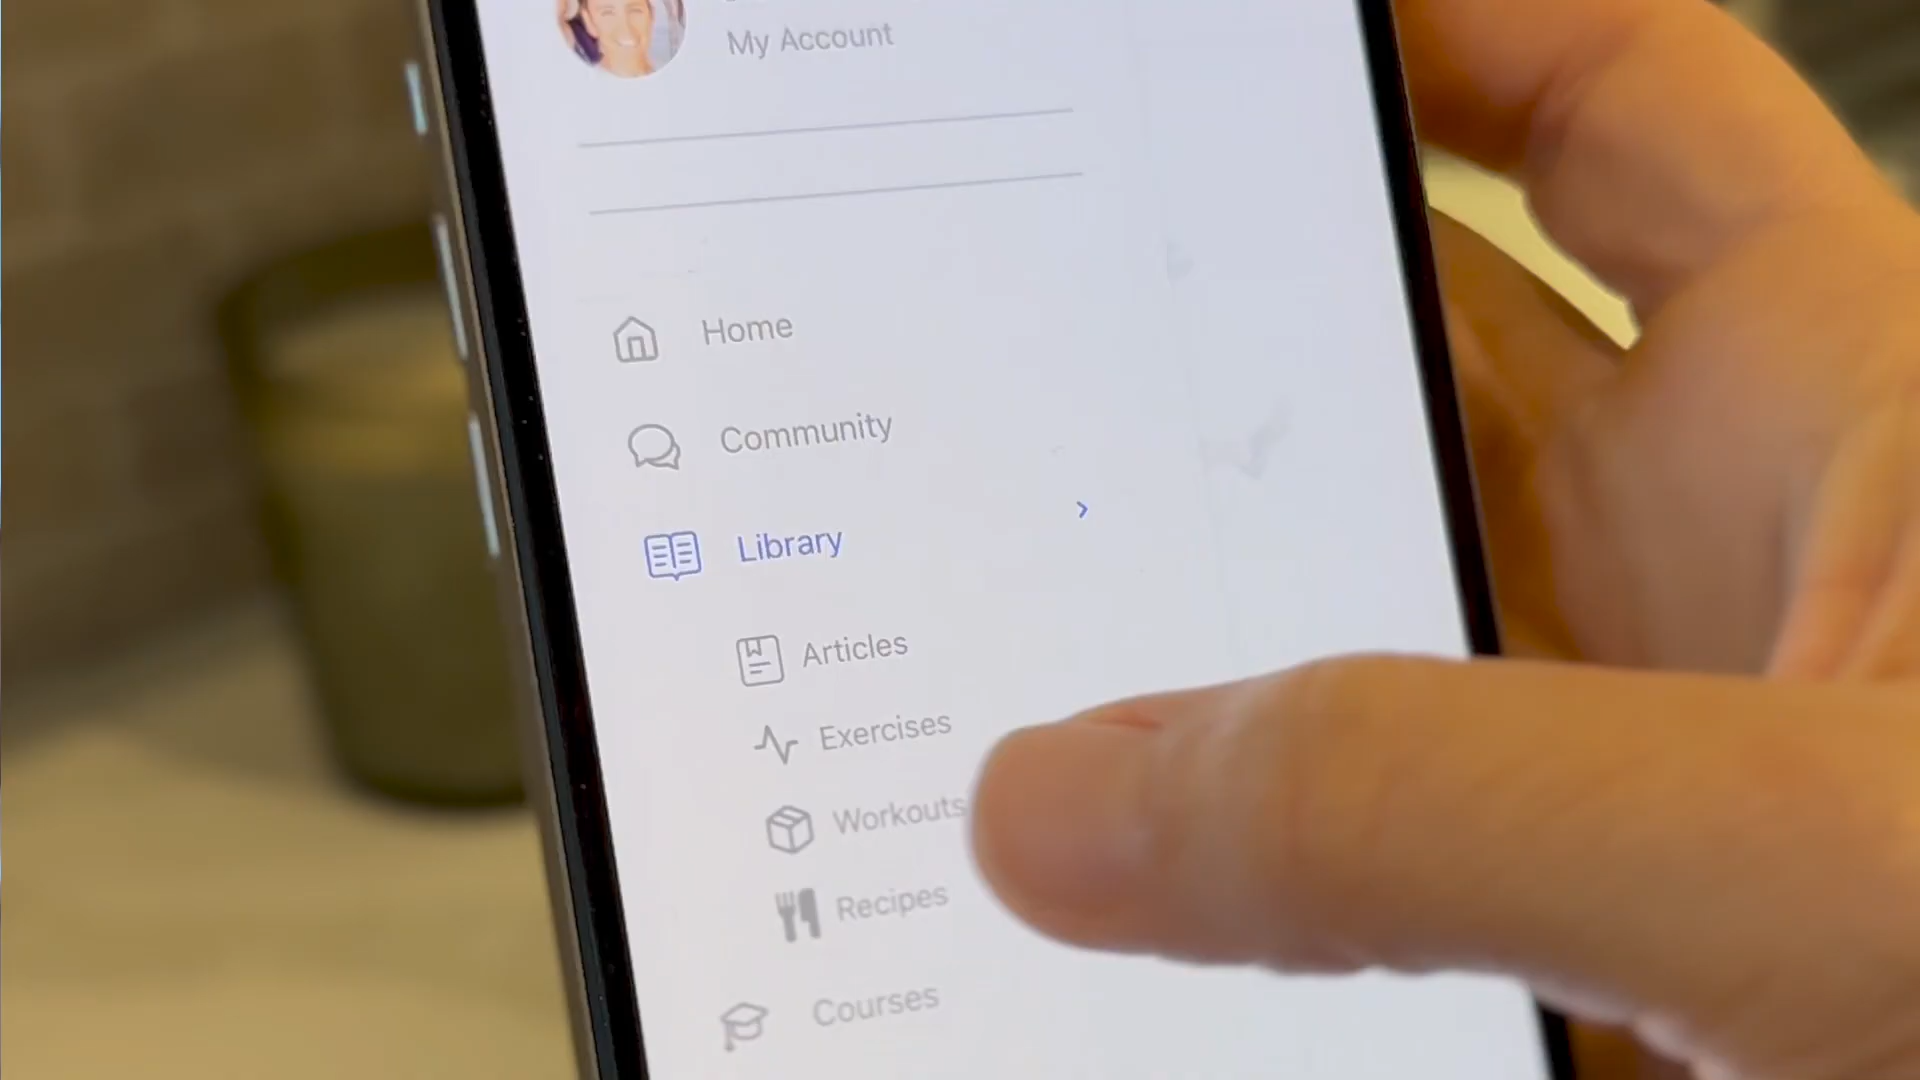 My Account
Home
Community
Library
Articles
Exercises
Workouts
Recipes
Courses